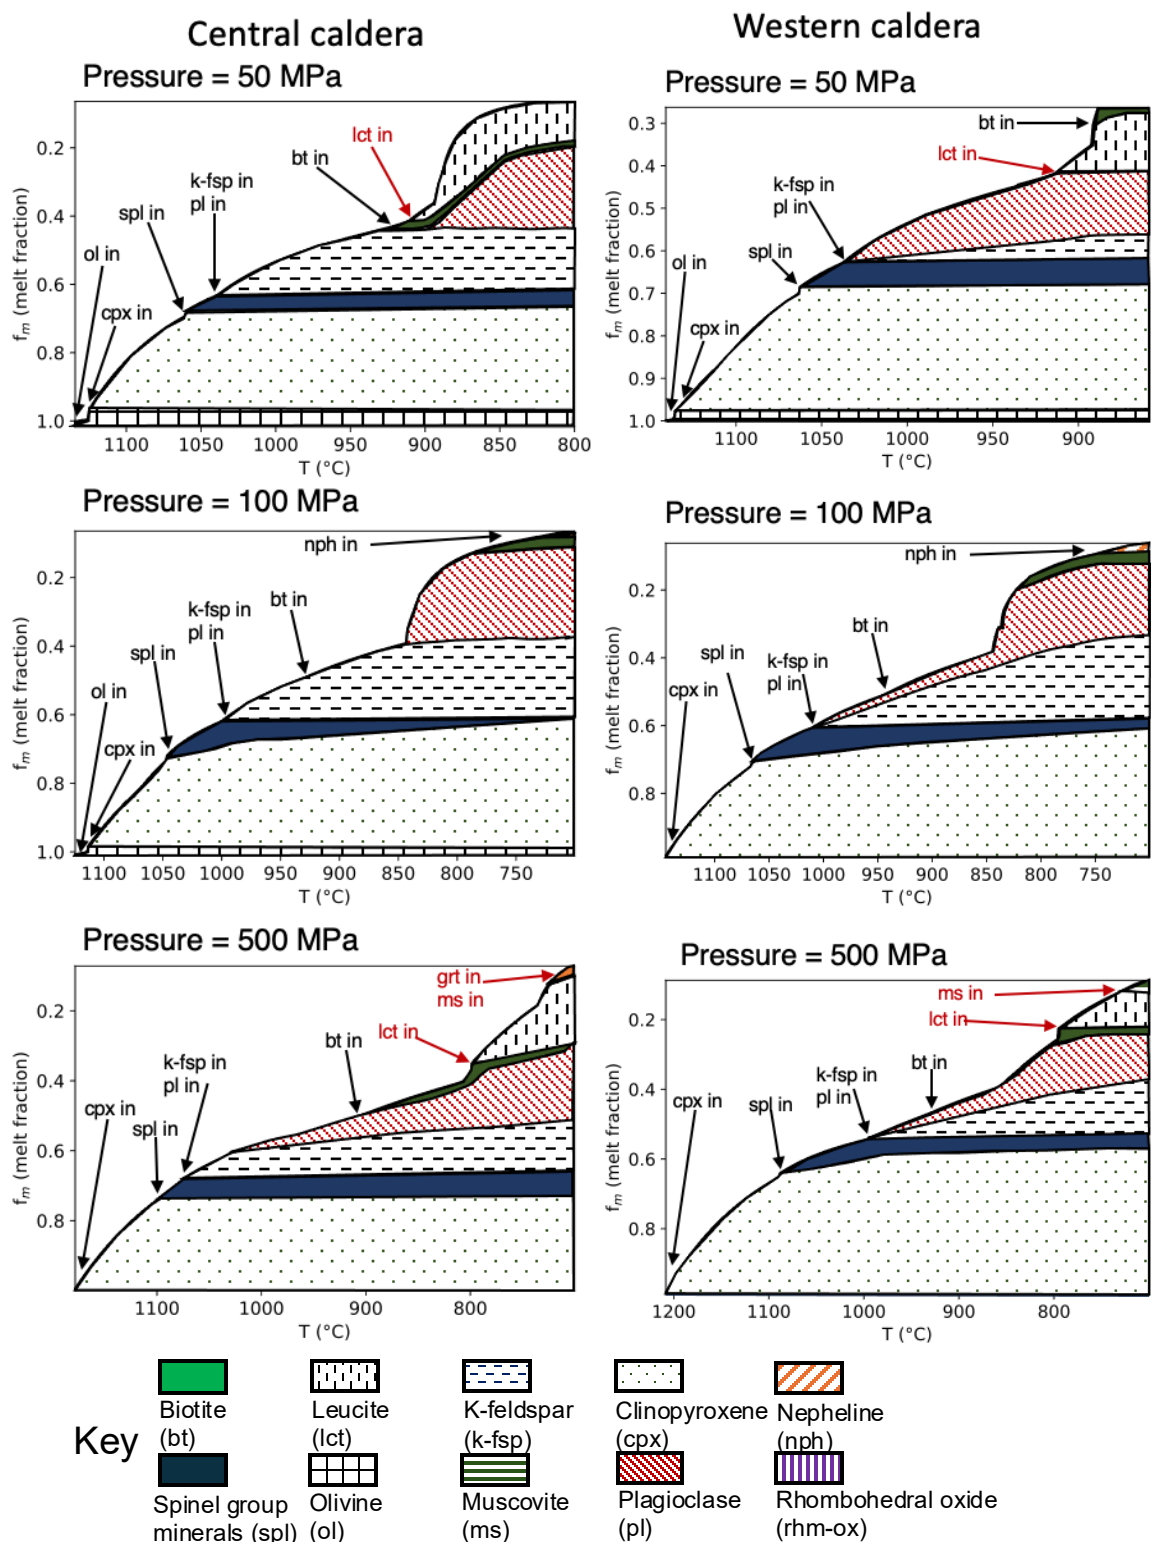 Central caldera
Western caldera
Pressure = 50 MPa
fm (melt fraction)
0.2
0.4
0.6
0.8
1.0
ol in
cpx in
spl in
k-fsp in
pl in
bt in
lct in
1100
1050
1000
950
900
850
800
T (°C)
Pressure = 50 MPa
fm (melt fraction)
0.3
0.4
0.5
0.6
0.7
0.8
0.9
1.0
ol in
cpx in
spl in
k-fsp in
pl in
lct in
bt in
1100
1050
1000
950
900
T (°C)
Pressure = 100 MPa
fm (melt fraction)
0.2
0.4
0.6
0.8
1.0
ol in
cpx in
spl in
k-fsp in
pl in
bt in
nph in
1100
1050
1000
950
900
850
800
750
T (°C)
Pressure = 100 MPa
fm (melt fraction)
0.2
0.4
0.6
0.8
cpx in
spl in
k-fsp in
pl in
bt in
nph in
1100
1050
1000
950
900
850
800
750
T (°C)
Pressure = 500 MPa
fm (melt fraction)
0.2
0.4
0.6
0.8
cpx in
spl in
k-fsp in
pl in
bt in
lct in
grt in
ms in
1100
1000
900
800
T (°C)
Pressure = 500 MPa
fm (melt fraction)
0.2
0.4
0.6
0.8
cpx in
spl in
k-fsp in
pl in
bt in
lct in
ms in
1200
1100
1000
900
800
T (°C)
Key
Biotite
(bt)
Leucite
(lct)
K-feldspar
(k-fsp)
Clinopyroxene
(cpx)
Nepheline
(nph)
Spinel group
minerals (spl)
Olivine
(ol)
Muscovite
(ms)
Plagioclase
(pl)
Rhombohedral oxide
(rhm-ox)